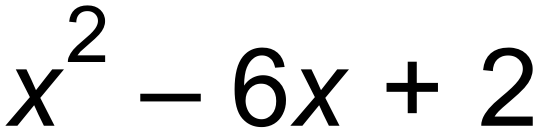 x² – 6x + 2